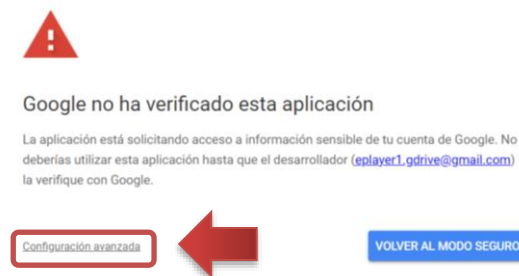 Google no ha verificado esta aplicación
La aplicación está solicitando acceso a información sensible de tu cuenta de Google. No
deberías utilizar esta aplicación hasta que el desarrollador (eplayer1.gdrive@gmail.com)
la verifique con Google.
Configuración avanzada
VOLVER AL MODO SEGURO